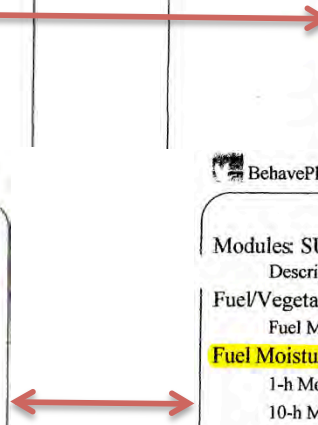 BehavePl
Modules: SU
Descri
Fuel/Vegeta
Fuel M
Fuel Moistu
1-h Mo
10-h M